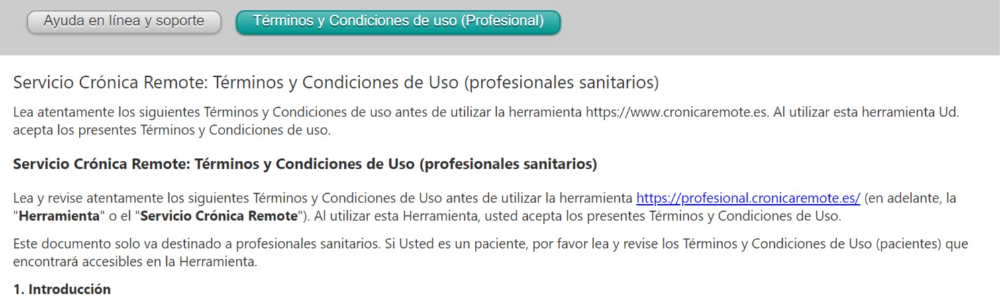 Ayuda en línea y soporte
Términos y Condiciones de uso (Profesional)
Servicio Crónica Remote: Términos y Condiciones de Uso (profesionales sanitarios)
Lea atentamente los siguientes Términos y Condiciones de uso antes de utilizar la herramienta https://www.cronicaremote.es. Al utilizar esta herramienta Ud.
acepta los presentes Términos y Condiciones de uso.
Servicio Crónica Remote: Términos y Condiciones de Uso (profesionales sanitarios)
Lea y revise atentamente los siguientes Términos y Condiciones de Uso antes de utilizar la herramienta https://profesional.cronicaremote.es/ (en adelante, la
"Herramienta" o el "Servicio Crónica Remote"). Al utilizar esta Herramienta, usted acepta los presentes Términos y Condiciones de Uso.
Este documento solo va destinado a profesionales sanitarios. Si Usted es un paciente, por favor lea y revise los Términos y Condiciones de Uso (pacientes) que
encontrará accesibles en la Herramienta.
1. Introducción